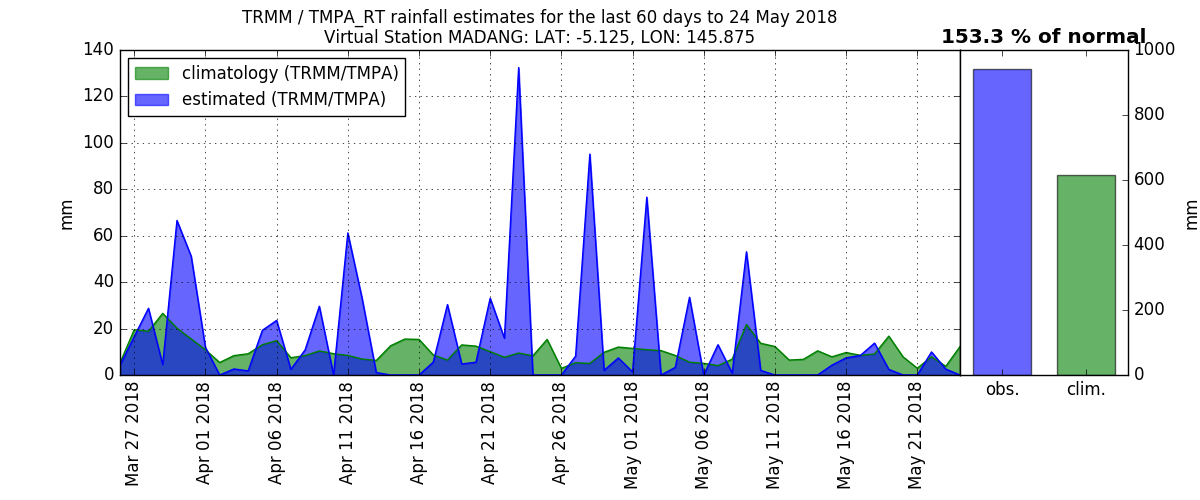 TRMM / TMPA_RT rainfall estimates for the last 60 days to 24 May 2018
Virtual Station MADANG: LAT: -5.125, LON: 145.875
153.3 % of normal
climatology (TRMM/TMPA)
estimated (TRMM/TMPA)
140
120
100
80
60
40
20
0
mm
Mar 27 2018
Apr 01 2018
Apr 06 2018
Apr 11 2018
Apr 16 2018
Apr 21 2018
Apr 26 2018
May 01 2018
May 06 2018
May 11 2018
May 16 2018
May 21 2018
obs.
clim.
1000
800
600
400
200
0
mm